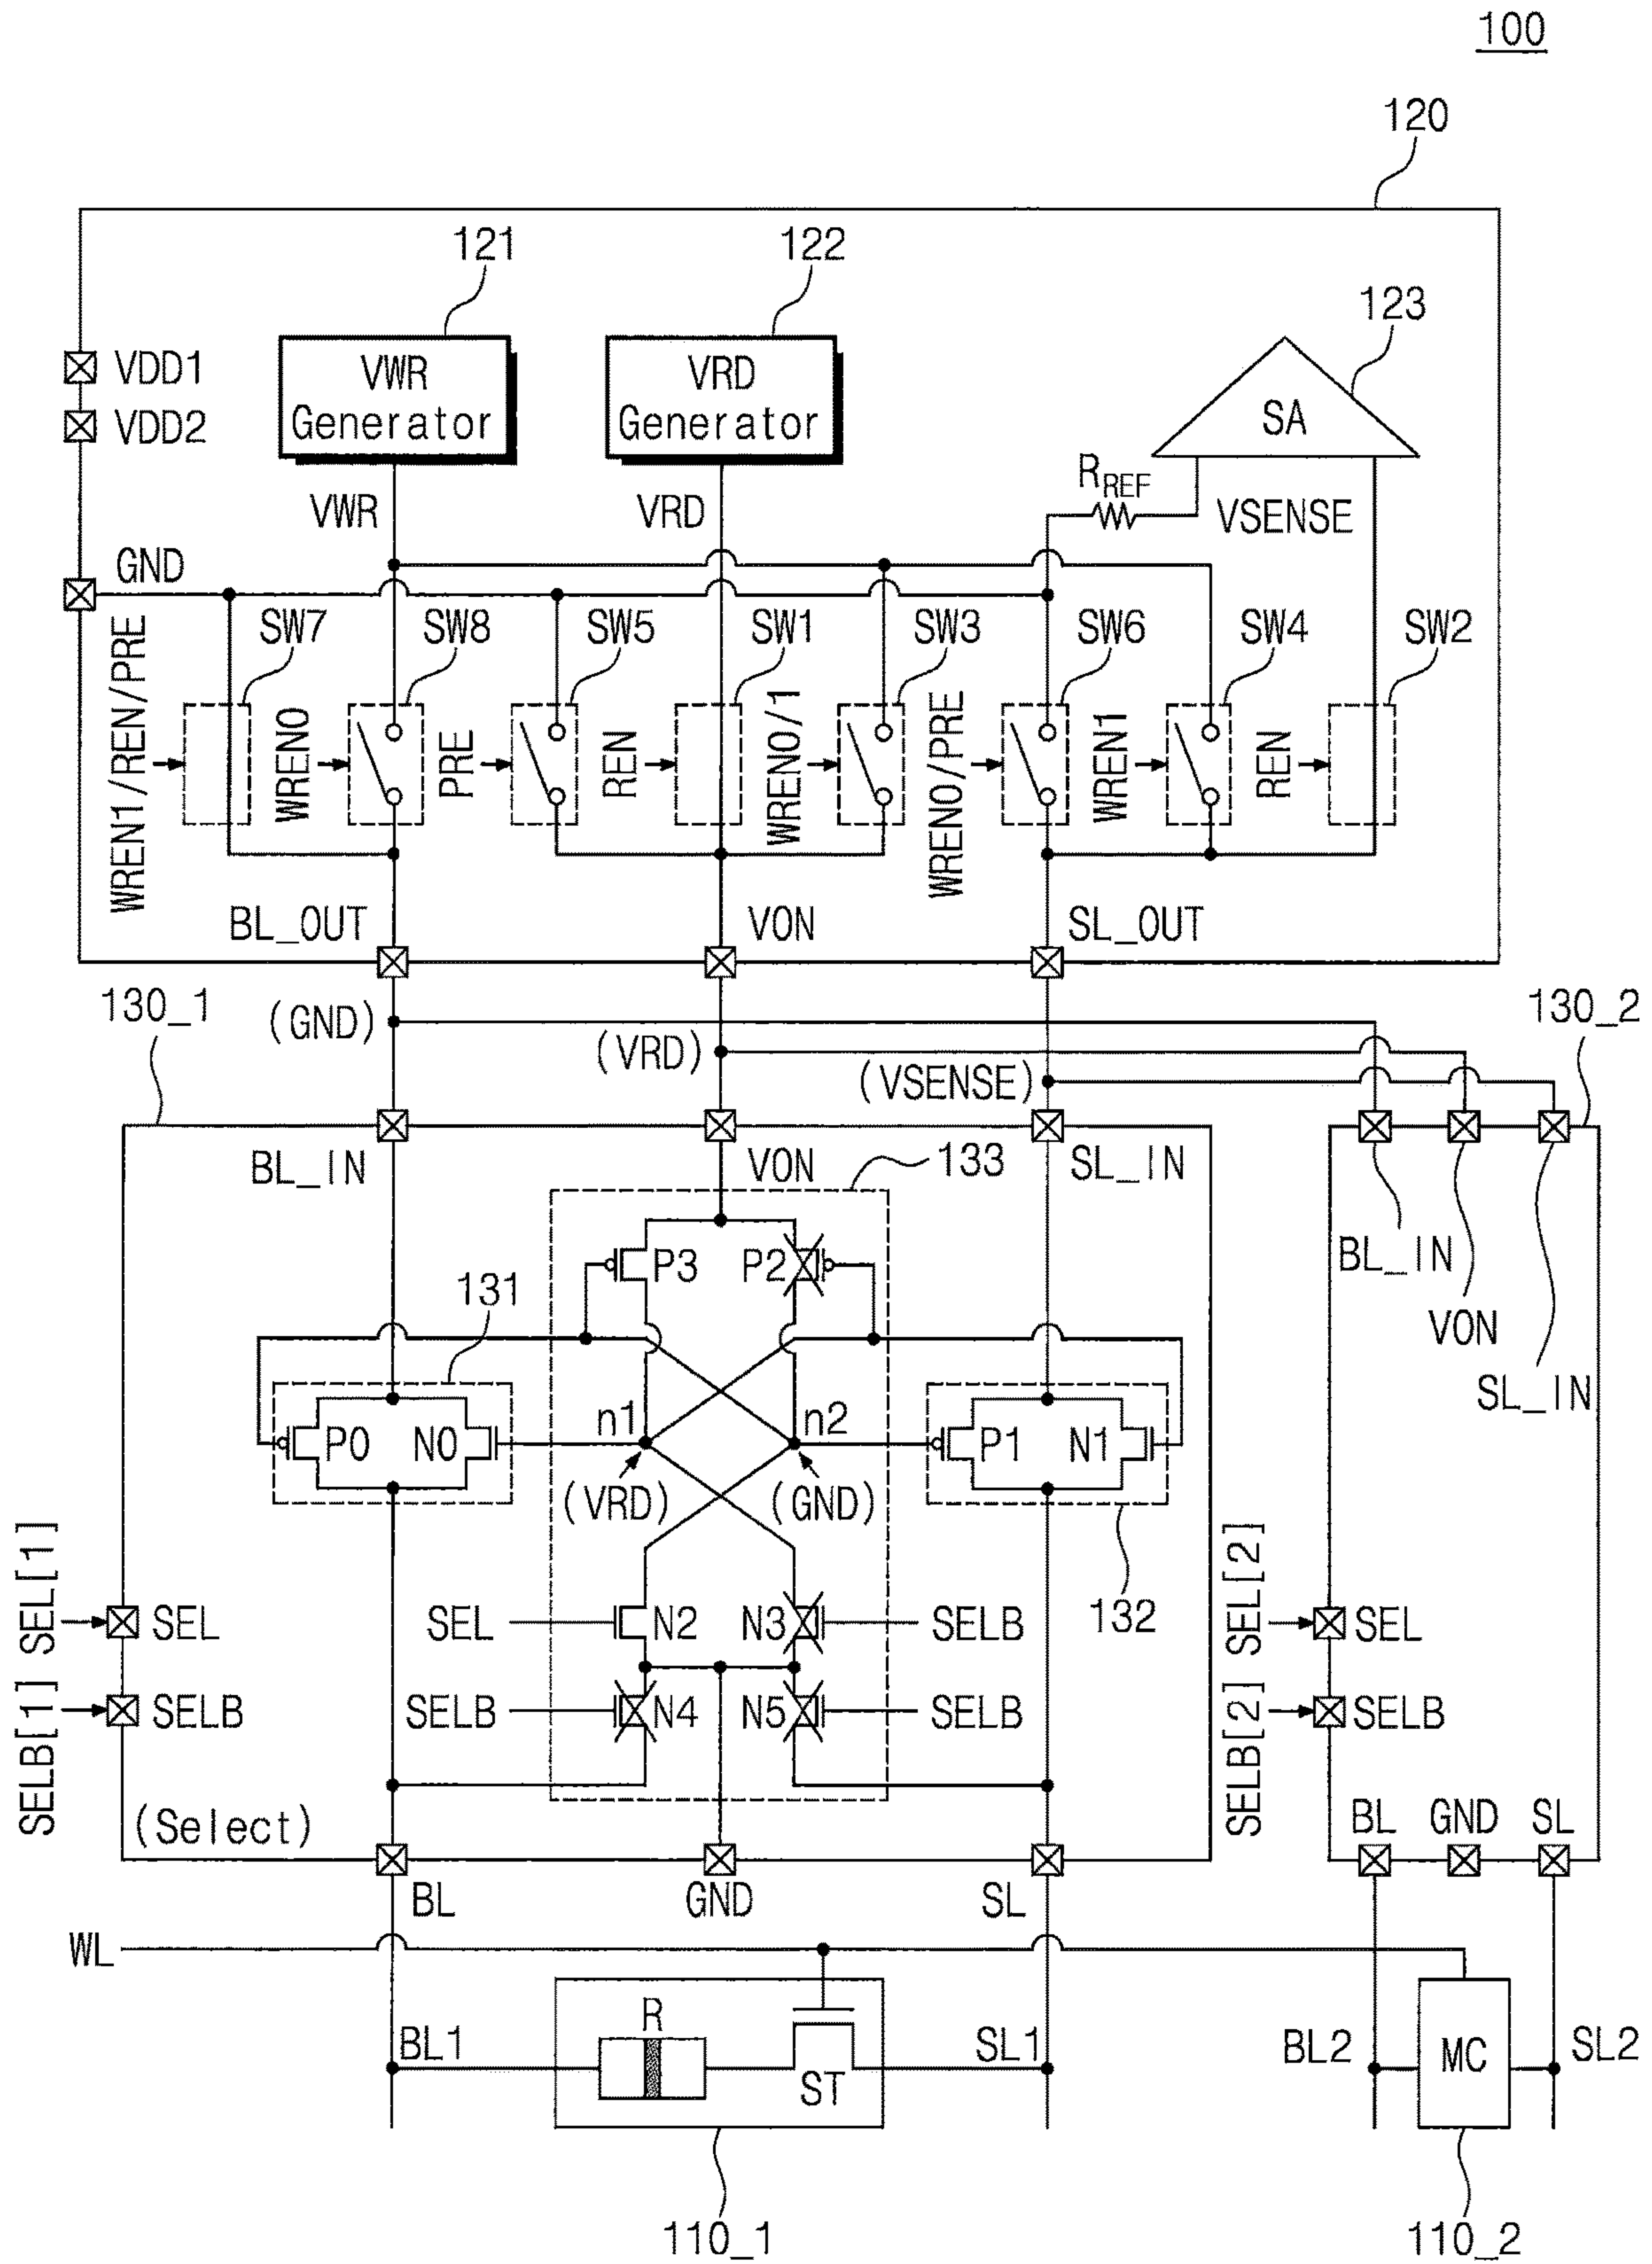 100
120
121
122
123
VWR
Generator
VRD
Generator
SA
VDD1
VDD2
RREF
VWR
VRD
VSENSE
GND
SW7
SW8
SW5
SW1
SW3
SW6
SW4
SW2
WREN1/REN/PRE
WREN0
PRE
REN
WREN0/1
WREN0/PRE
WREN1
REN
BL_OUT
VON
SL_OUT
130_1
(GND)
(VRD)
(VSENSE)
130_2
BL_IN
VON
133
SL_IN
BL_IN
VON
SL_IN
P3
P2
131
P0
N0
n1
n2
P1
N1
(VRD)
(GND)
132
SEL[1]
SEL
SEL
N2
N3
SELB
SEL[2]
SEL
SELB[1]
SELB
SELB
N4
N5
SELB
SELB[2]
SELB
(Select)
BL
GND
SL
BL
GND
SL
WL
R
BL1
ST
SL1
BL2
MC
SL2
110_1
110_2